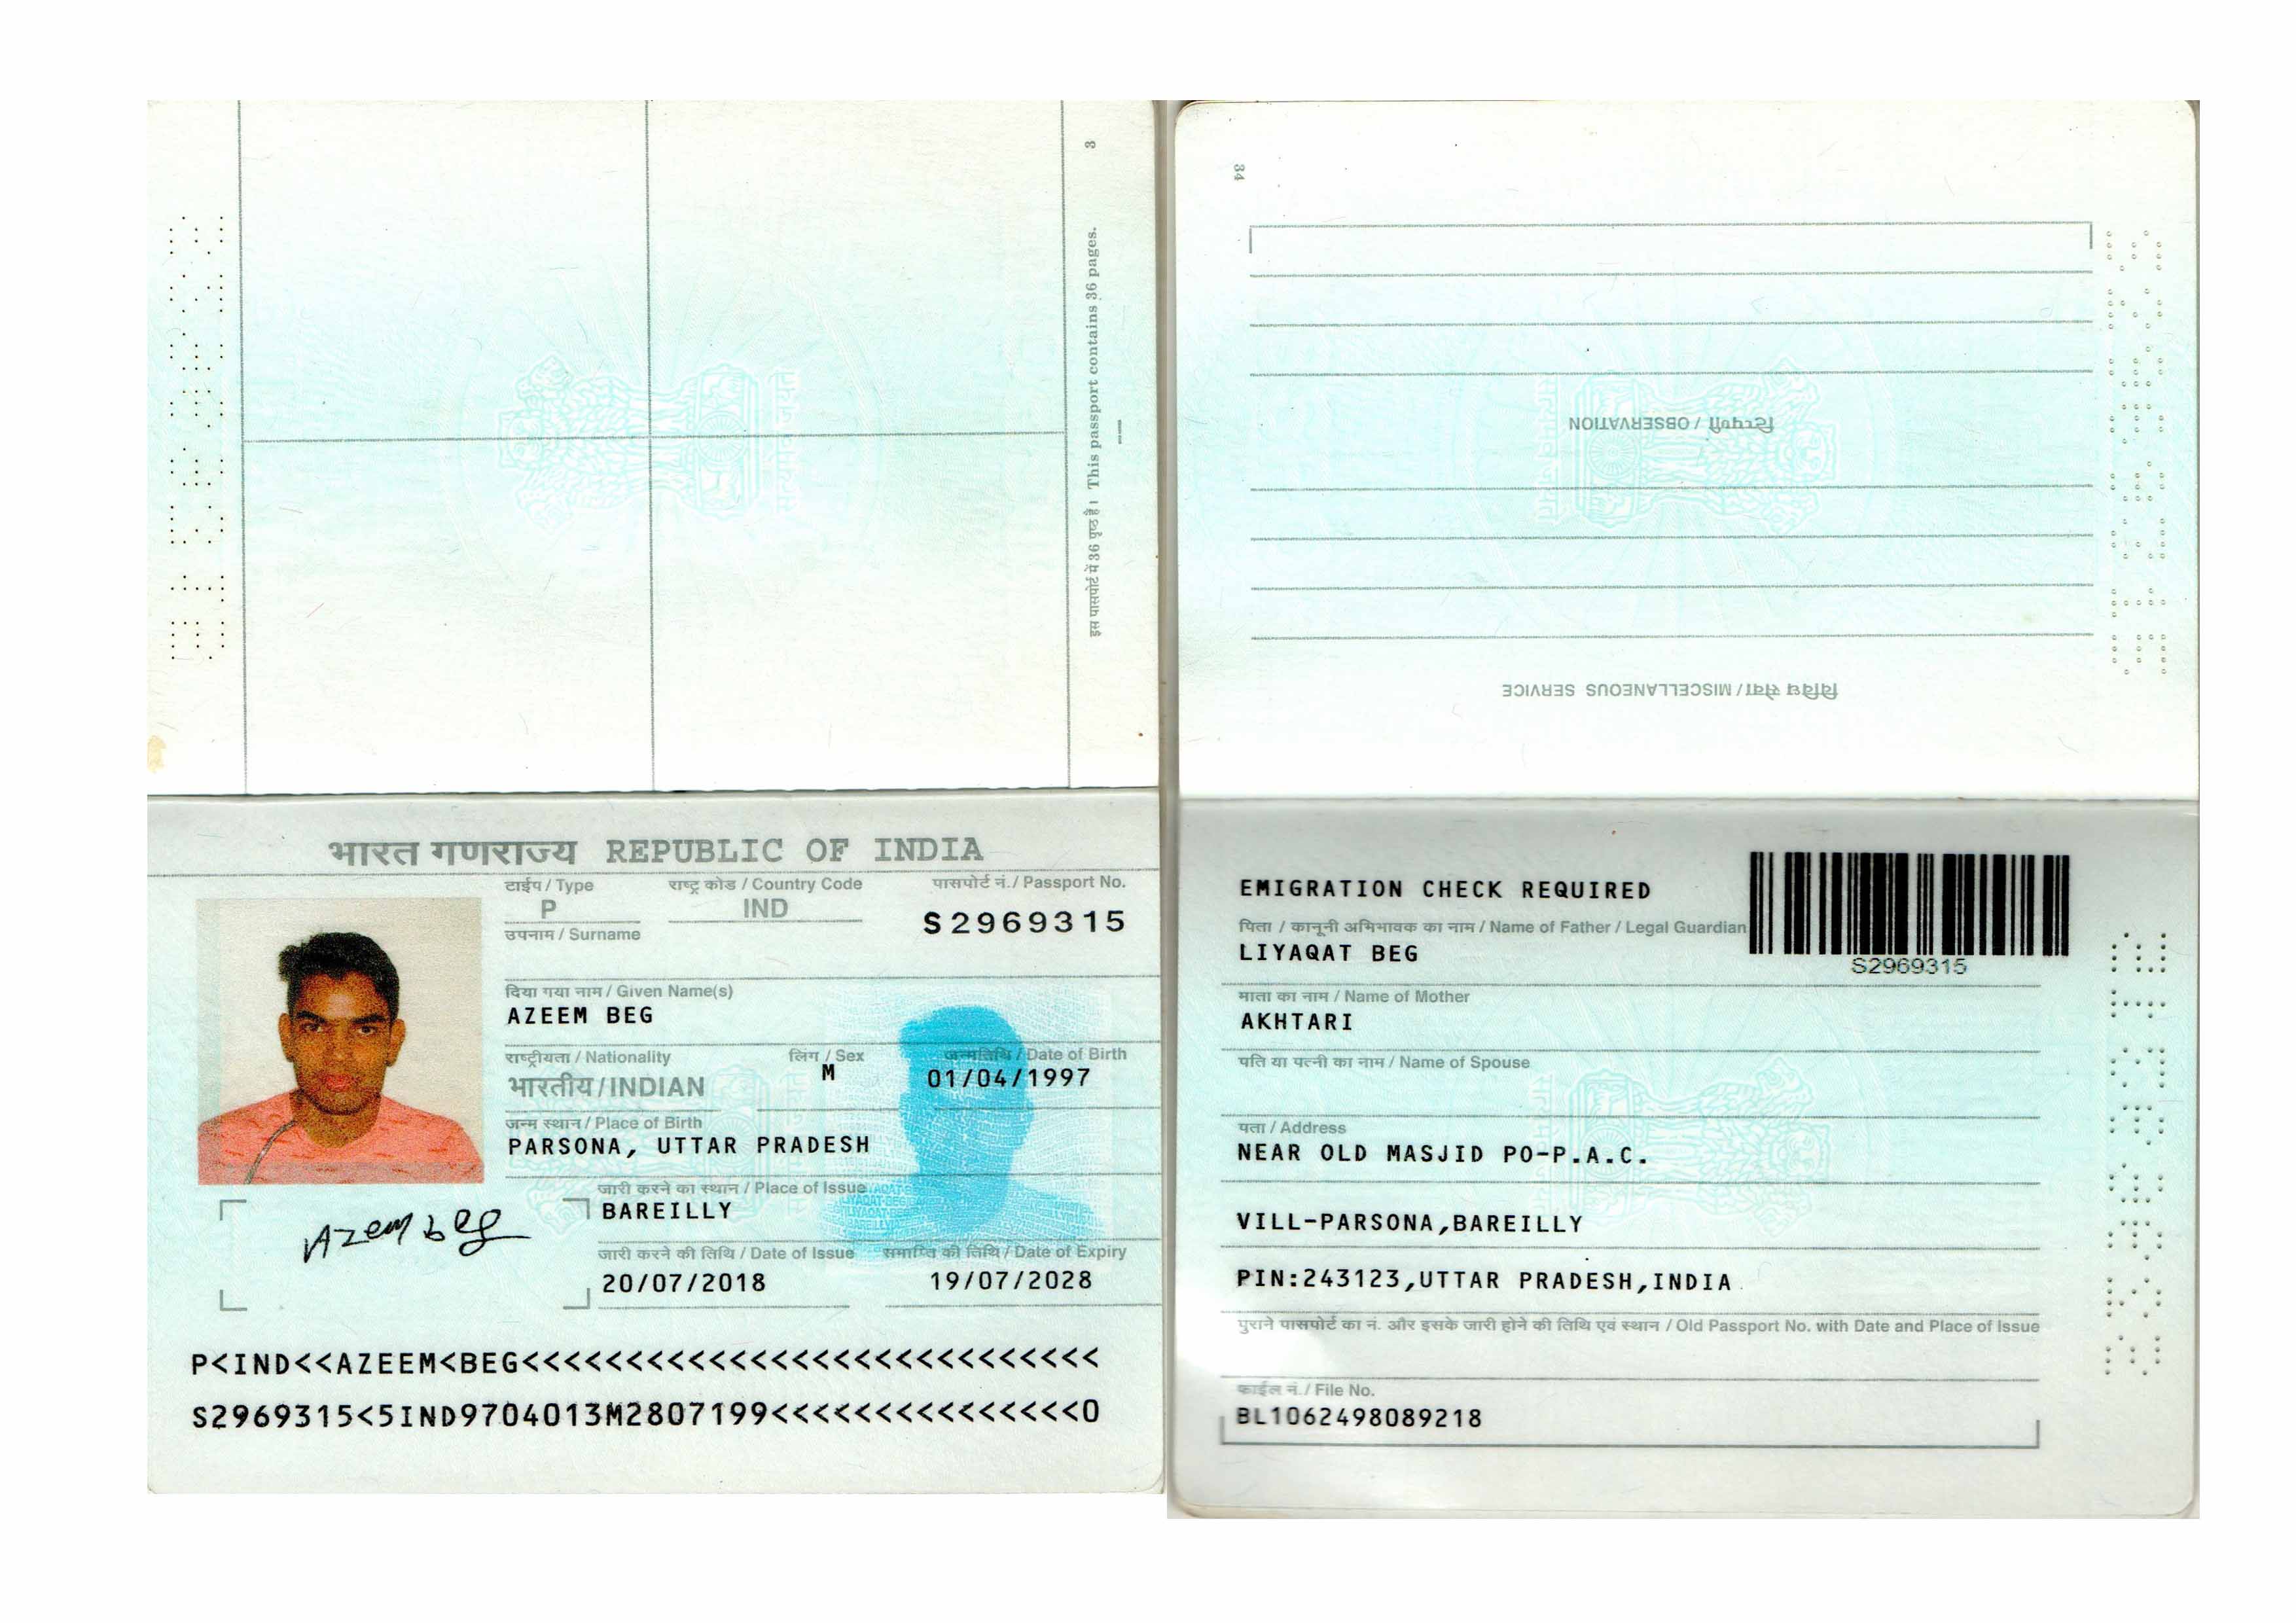 3
इस पासपोर्ट में 36 पृष्ठ है। This passport contains 36 pages.
भारत गणराज्य REPUBLIC OF INDIA
टाईप / Type
राष्ट्र कोड / Country Code
पासपोर्ट नं./ Passport No.
P
IND
S2969315
उपनाम / Surname
दिया गया नाम / Given Name(s)
AZEEM BEG
राष्ट्रीयता / Nationality
लिंग / Sex
जन्मतिथि / Date of Birth
भारतीय/INDIAN
M
01/04/1997
जन्म स्थान / Place of Birth
PARSONA, UTTAR PRADESH
जारी करने का स्थान / Place of Issue
BAREILLY
Azeem beg
जारी करने की तिथि / Date of Issue
समाप्ति की तिथि / Date of Expiry
20/07/2018
19/07/2028
P<IND<<AZEEM<BEG<<<<<<<<<<<<<<<<<<<<<<<<<<<<
S2969315<5IND9704013M2807199<<<<<<<<<<<<<<<0
34
टिप्पणी / OBSERVATION
विविध सेवा / MISCELLANEOUS SERVICE
EMIGRATION CHECK REQUIRED
पिता / कानूनी अभिभावक का नाम / Name of Father / Legal Guardian
LIYAQAT BEG
S2969315
माता का नाम / Name of Mother
AKHTARI
पति या पत्नी का नाम / Name of Spouse
पता / Address
NEAR OLD MASJID PO-P.A.C.
VILL-PARSONA,BAREILLY
PIN:243123,UTTAR PRADESH,INDIA
पुराने पासपोर्ट का नं. और इसके जारी होने की तिथि एवं स्थान / Old Passport No. with Date and Place of Issue
फाईल नं./ File No.
BL1062498089218